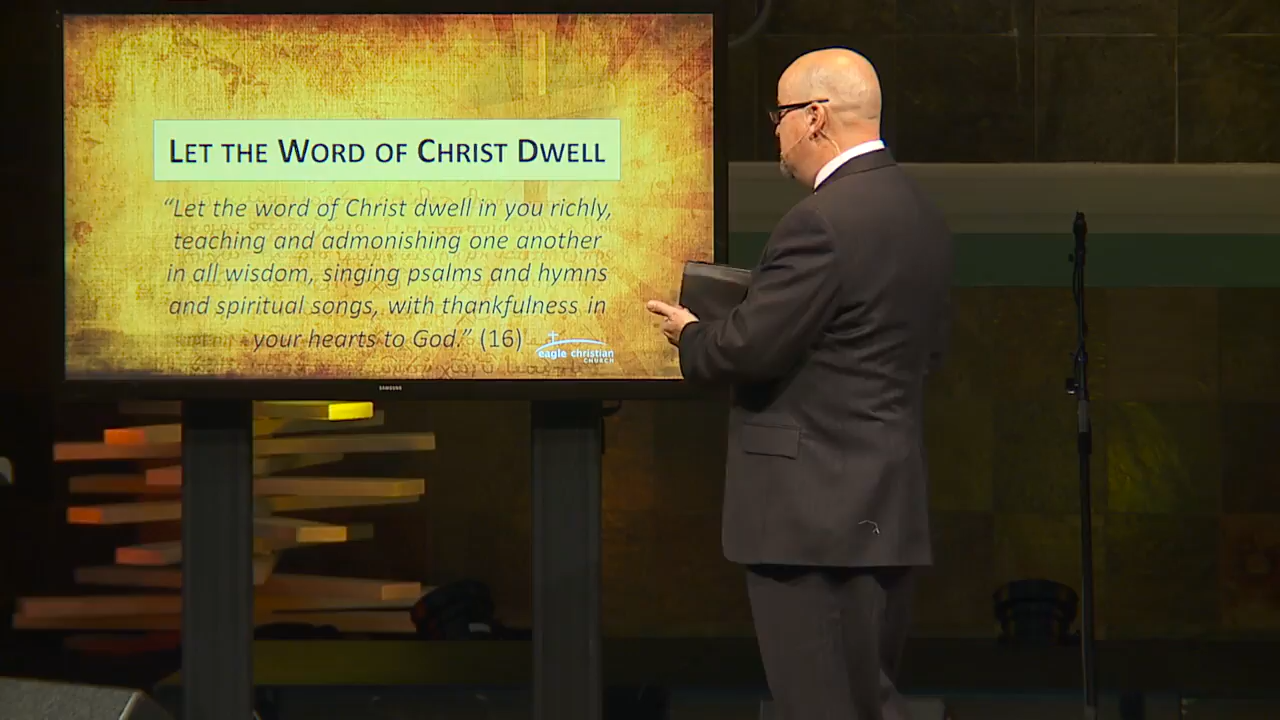 LET THE WORD OF CHRIST DWELL
“Let the word of Christ dwell in you richly,
teaching and admonishing one another
in all wisdom, singing psalms and hymns
and spiritual songs, with thankfulness in
your hearts to God.” (16)
eagle christian
CHURCH
SAMSUNG